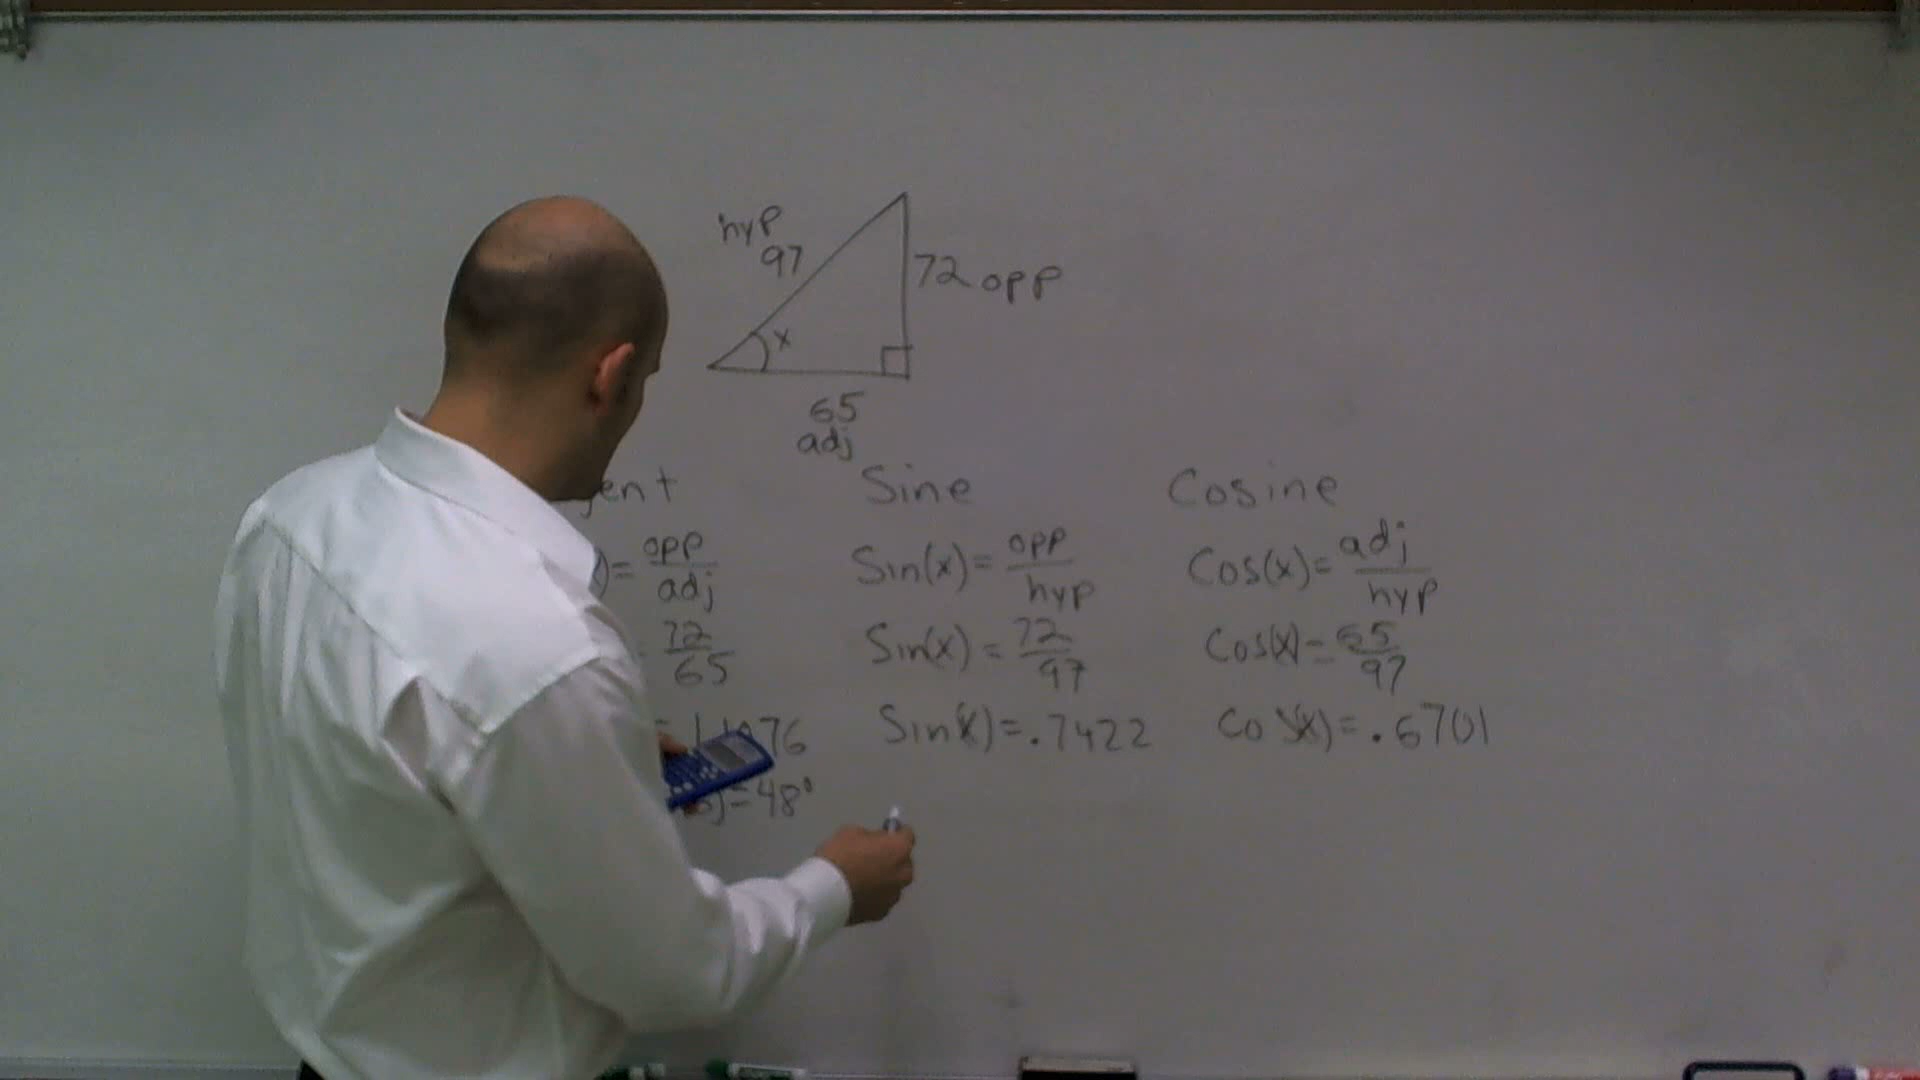 hyp
97
72 opp
x
65
adj
Sine
Cosine
opp
adj
Sin(x) = opp/hyp
Cos(x) = adj/hyp
72/65
Sin(x) = 72/97
Cos(x) = 65/97
Sin(x) = .7422
Cos(x) = .6701
= 48°